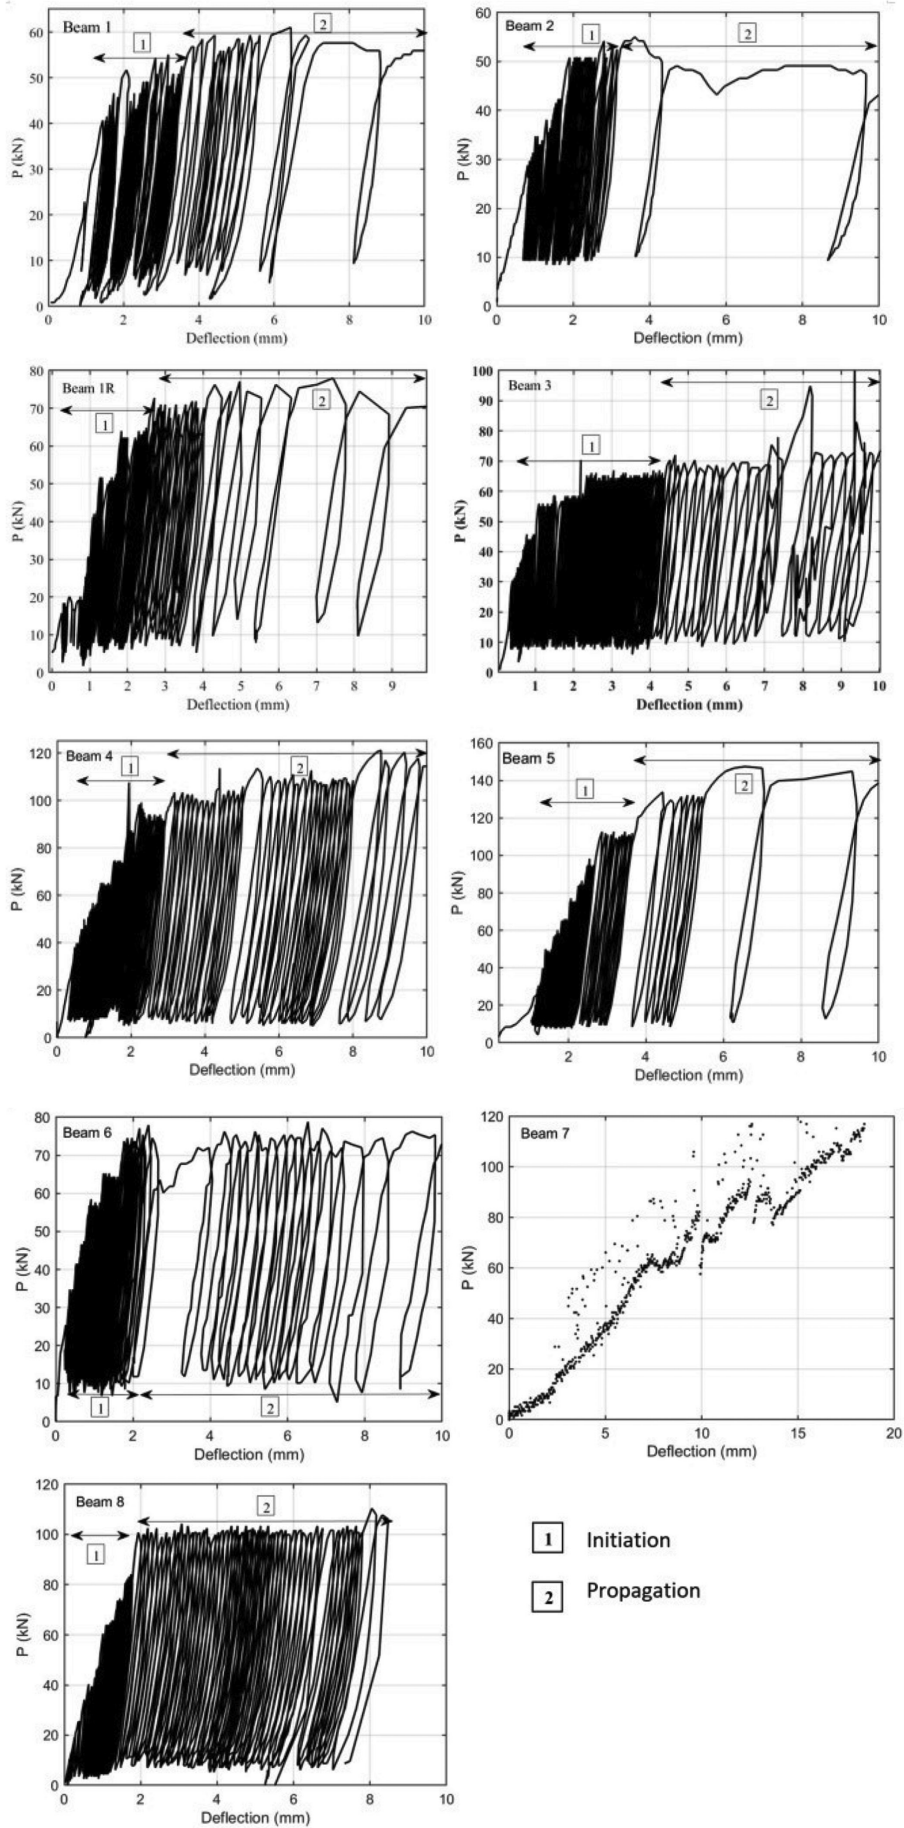 Beam 1
1
2
60
50
40
30
20
10
0
P (kN)
0 2 4 6 8 10
Deflection (mm)
Beam 2
1
2
60
50
40
30
20
10
0
P (kN)
0 2 4 6 8 10
Deflection (mm)
Beam 1R
1
2
80
70
60
50
40
30
20
10
0
P (kN)
0 1 2 3 4 5 6 7 8 9
Deflection (mm)
Beam 3
1
2
100
90
80
70
60
50
40
30
20
10
0
P (kN)
1 2 3 4 5 6 7 8 9 10
Deflection (mm)
Beam 4
1
2
120
100
80
60
40
20
0
P (kN)
0 2 4 6 8 10
Deflection (mm)
Beam 5
1
2
160
140
120
100
80
60
40
20
0
P (kN)
2 4 6 8 10
Deflection (mm)
Beam 6
1
2
80
70
60
50
40
30
20
10
0
P (kN)
0 2 4 6 8 10
Deflection (mm)
Beam 7
120
100
80
60
40
20
0
P (kN)
0 5 10 15 20
Deflection (mm)
Beam 8
1
2
120
100
80
60
40
20
0
P (kN)
0 2 4 6 8 10
Deflection (mm)
1 Initiation
2 Propagation